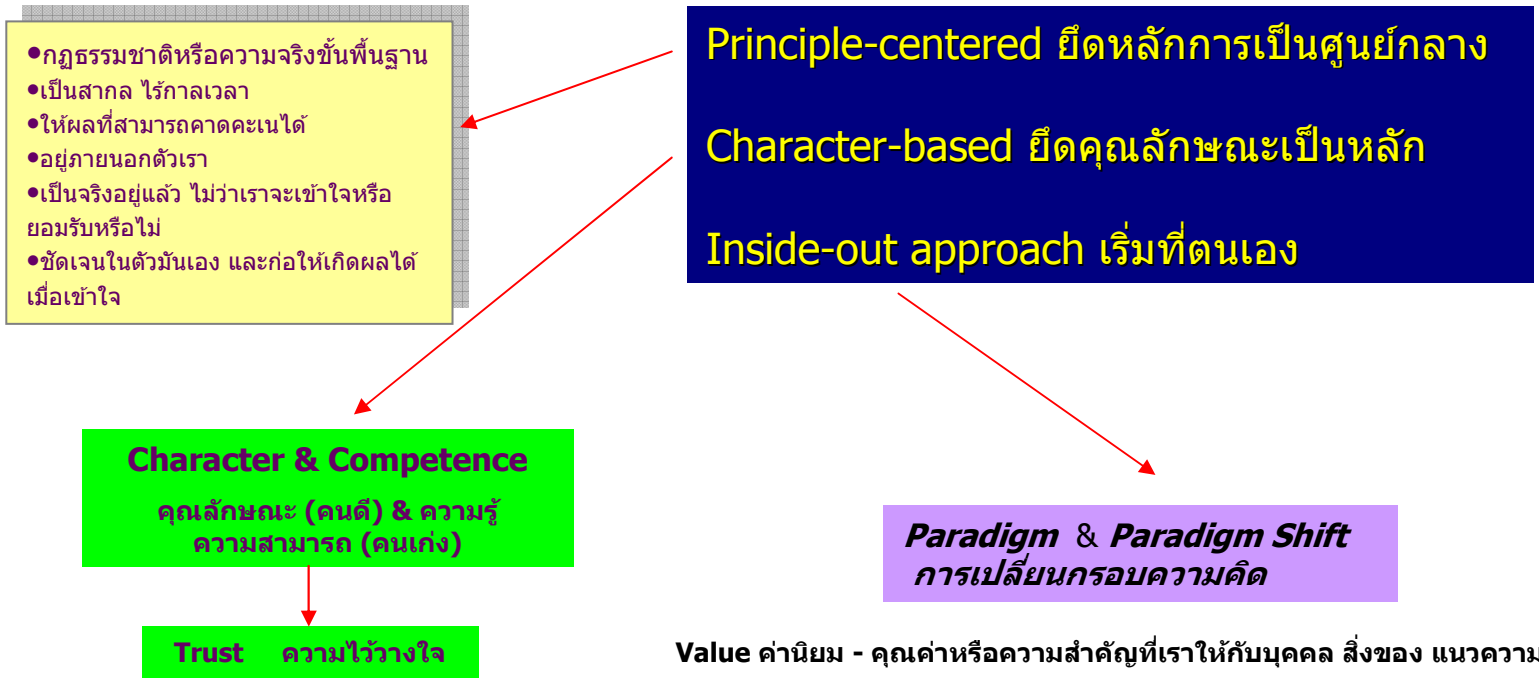 ●กฏธรรมชาติหรือความจริงขั้นพื้นฐาน
●เป็นสากล ไร้กาลเวลา
●ให้ผลที่สามารถคาดคะเนได้
●อยู่ภายนอกตัวเรา
●เป็นจริงอยู่แล้ว ไม่ว่าเราจะเข้าใจหรือ
ยอมรับหรือไม่
●ชัดเจนในตัวมันเอง และก่อให้เกิดผลได้
เมื่อเข้าใจ
Principle-centered ยึดหลักการเป็นศูนย์กลาง
Character-based ยึดคุณลักษณะเป็นหลัก
Inside-out approach เริ่มที่ตนเอง
Character & Competence
คุณลักษณะ (คนดี) & ความรู้
ความสามารถ (คนเก่ง)
Trust ความไว้วางใจ
Paradigm & Paradigm Shift
การเปลี่ยนกรอบความคิด
Value ค่านิยม - คุณค่าหรือความสำคัญที่เราให้กับบุคคล สิ่งของ แนวความ